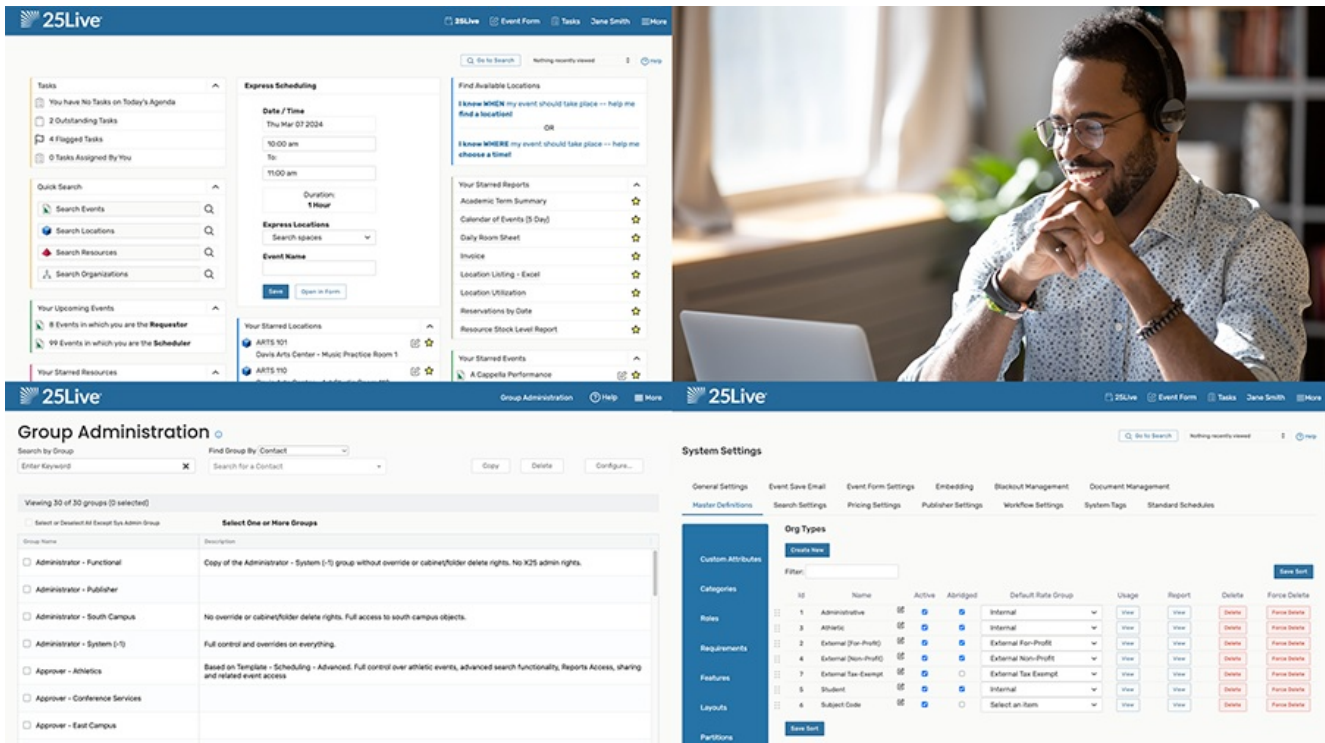 25Live
25Live Event Form Tasks Jane Smith More
Go to Search Nothing recently viewed Help
Tasks
You have No Tasks on Today's Agenda
2 Outstanding Tasks
4 Flagged Tasks
0 Tasks Assigned By You
Quick Search
Search Events
Search Locations
Search Resources
Search Organizations
Your Upcoming Events
8 Events in which you are the Requestor
99 Events in which you are the Scheduler
Your Starred Resources
Express Scheduling
Date / Time
Thu Mar 07 2024
10:00 am
To:
11:00 am
Duration:
1 Hour
Express Locations
Search spaces
Event Name
Save Open in Form
Your Starred Locations
ARTS 101
Davis Arts Center - Music Practice Room 1
ARTS 110
Find Available Locations
I know WHEN my event should take place -- help me
find a location!
OR
I know WHERE my event should take place -- help me
choose a time!
Your Starred Reports
Academic Term Summary
Calendar of Events (5 Day)
Daily Room Sheet
Invoice
Location Listing - Excel
Location Utilization
Reservations by Date
Resource Stock Level Report
Your Starred Events
A Cappella Performance
25Live
Group Administration Help More
Group Administration
Search by Group Find Group By Contact
Enter Keyword Search for a Contact Copy Delete Configure...
Viewing 30 of 30 groups (0 selected)
Select or Deselect All Except Sys Admin Group Select One or More Groups
Group Name Description
Administrator - Functional Copy of the Administrator - System (-1) group without override or cabinet/folder delete rights. No X25 admin rights.
Administrator - Publisher
Administrator - South Campus No override or cabinet/folder delete rights. Full access to south campus objects.
Administrator - System (-1) Full control and overrides on everything.
Approver - Athletics Based on Template - Scheduling - Advanced. Full control over athletic events, advanced search functionality, Reports Access, sharing
and related event access
Approver - Conference Services
Approver - East Campus
25Live
25Live Event Form Tasks Jane Smith More
Go to Search Nothing recently viewed Help
System Settings
General Settings Event Save Email Event Form Settings Embedding Blackout Management Document Management
Master Definitions Search Settings Pricing Settings Publisher Settings Workflow Settings System Tags Standard Schedules
Custom Attributes
Categories
Roles
Requirements
Features
Layouts
Partitions
Org Types
Create New
Filter: Save Sort
Id Name Active Abridged Default Rate Group Usage Report Delete Force Delete
1 Administrative Internal View View Delete Force Delete
3 Athletic Internal View View Delete Force Delete
2 External (For-Profit) External For-Profit View View Delete Force Delete
4 External (Non-Profit) External Non-Profit View View Delete Force Delete
7 External Tax-Exempt External Tax Exempt View View Delete Force Delete
5 Student Internal View View Delete Force Delete
6 Subject Code Select an item View View Delete Force Delete
Save Sort